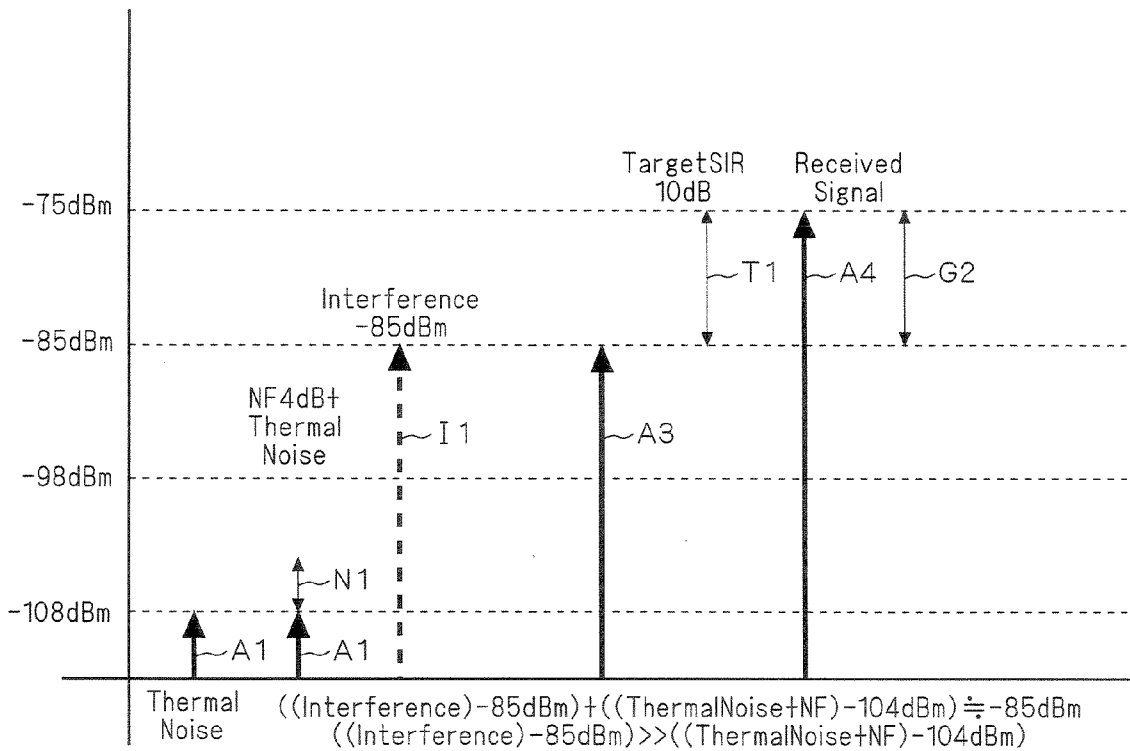 TargetSIR
10dB
Received
Signal
-75dBm
T1
A4
G2
Interference
-85dBm
-85dBm
NF4dB+
Thermal
Noise
I1
A3
-98dBm
N1
-108dBm
A1
A1
Thermal
Noise
((Interference)-85dBm)+((ThermalNoise+NF)-104dBm)≒-85dBm
((Interference)-85dBm)>>((ThermalNoise+NF)-104dBm)